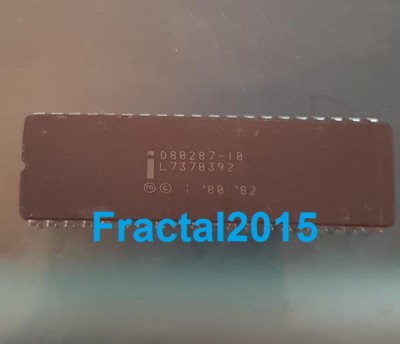 D80287-10
L7370392
i
ⓜ © i '80 '82
Fractal2015